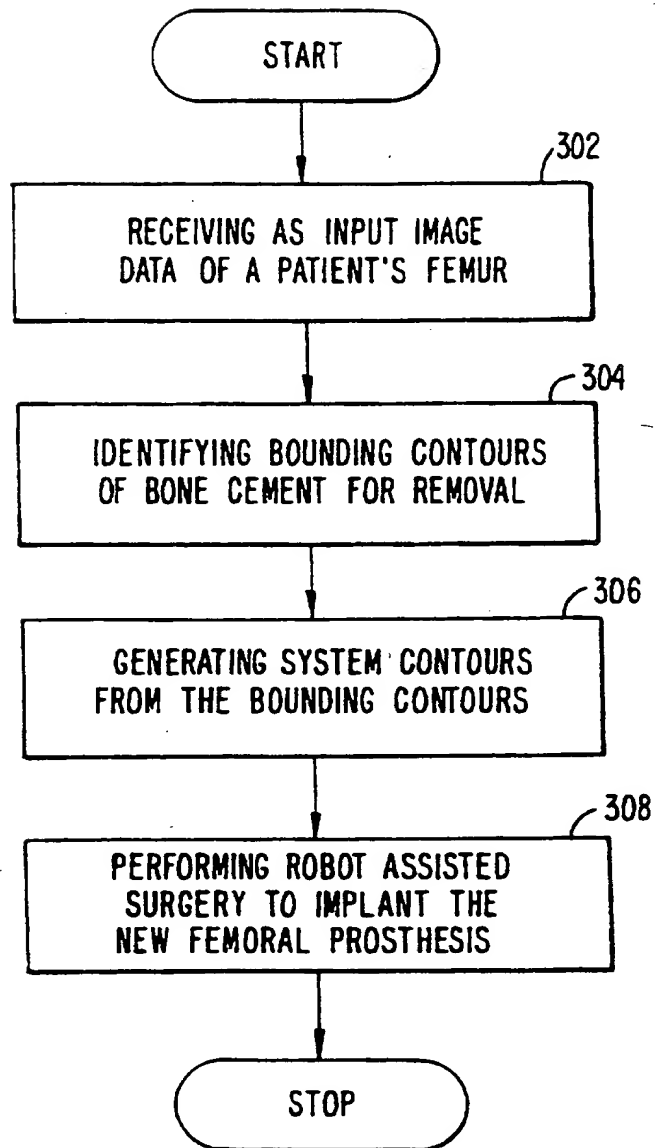 START
302
RECEIVING AS INPUT IMAGE
DATA OF A PATIENT'S FEMUR
304
IDENTIFYING BOUNDING CONTOURS
OF BONE CEMENT FOR REMOVAL
306
GENERATING SYSTEM CONTOURS
FROM THE BOUNDING CONTOURS
308
PERFORMING ROBOT ASSISTED
SURGERY TO IMPLANT THE
NEW FEMORAL PROSTHESIS
STOP